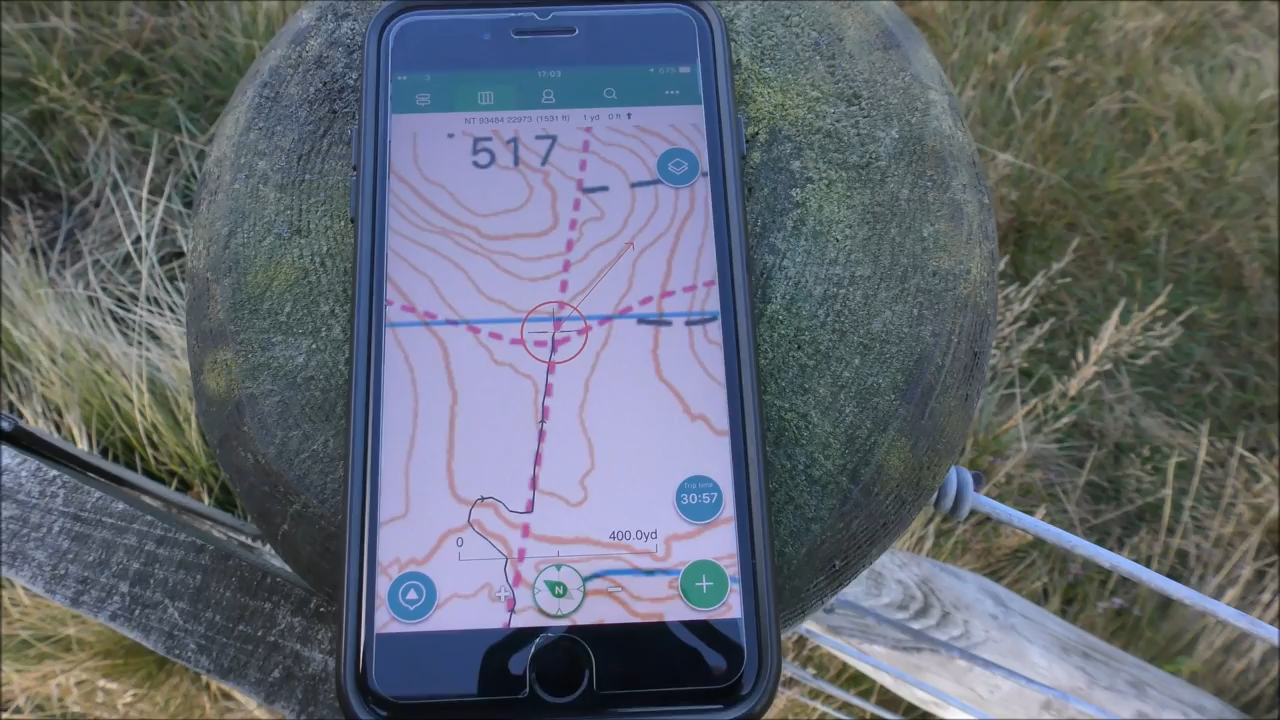 17:03
67%
NT 93484 22973 (1531 ft) 1 yd 0 ft
517
Trip time
30:57
0 400.0yd
N